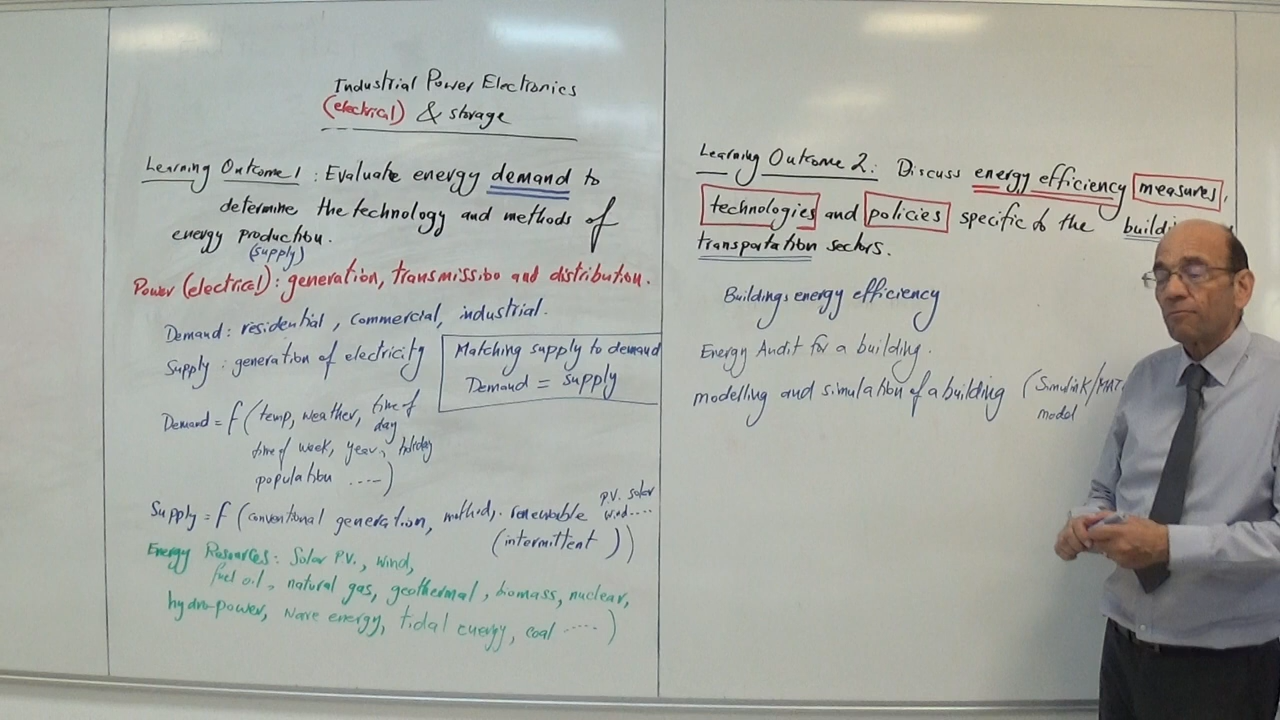 Industrial Power Electronics
(electrical) & storage
Learning Outcome 1 : Evaluate energy demand to
determine the technology and methods of
energy production.
(supply)
Power (electrical) : generation, transmission and distribution.
Demand : residential , commercial, industrial.
Supply : generation of electricity
Matching supply to demand
Demand = supply
Demand = f (temp, weather, time of
day
time of week, year, holiday
population ....)
Supply = f (conventional generation, method, renewable
pv. solar
wind....
(intermittent ))
Energy Resources : Solar PV., wind,
fuel oil, natural gas, geothermal, biomass, nuclear,
hydro-power, wave energy, tidal energy, coal ..... )
Learning Outcome 2 : Discuss energy efficiency measures,
technologies and policies specific to the
transportation sectors.
Buildings energy efficiency
Energy Audit for a building.
modelling and simulation of a building (Simulink/
model